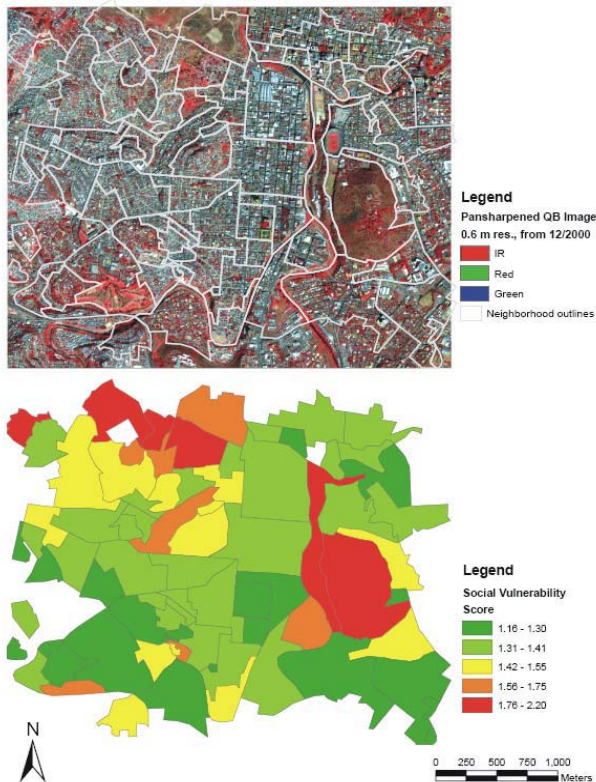 Legend
Pansharpened QB Image
0.6 m res., from 12/2000
IR
Red
Green
Neighborhood outlines
Legend
Social Vulnerability
Score
1.16 - 1.30
1.31 - 1.41
1.42 - 1.55
1.56 - 1.75
1.76 - 2.20
N
0 250 500 750 1,000
Meters